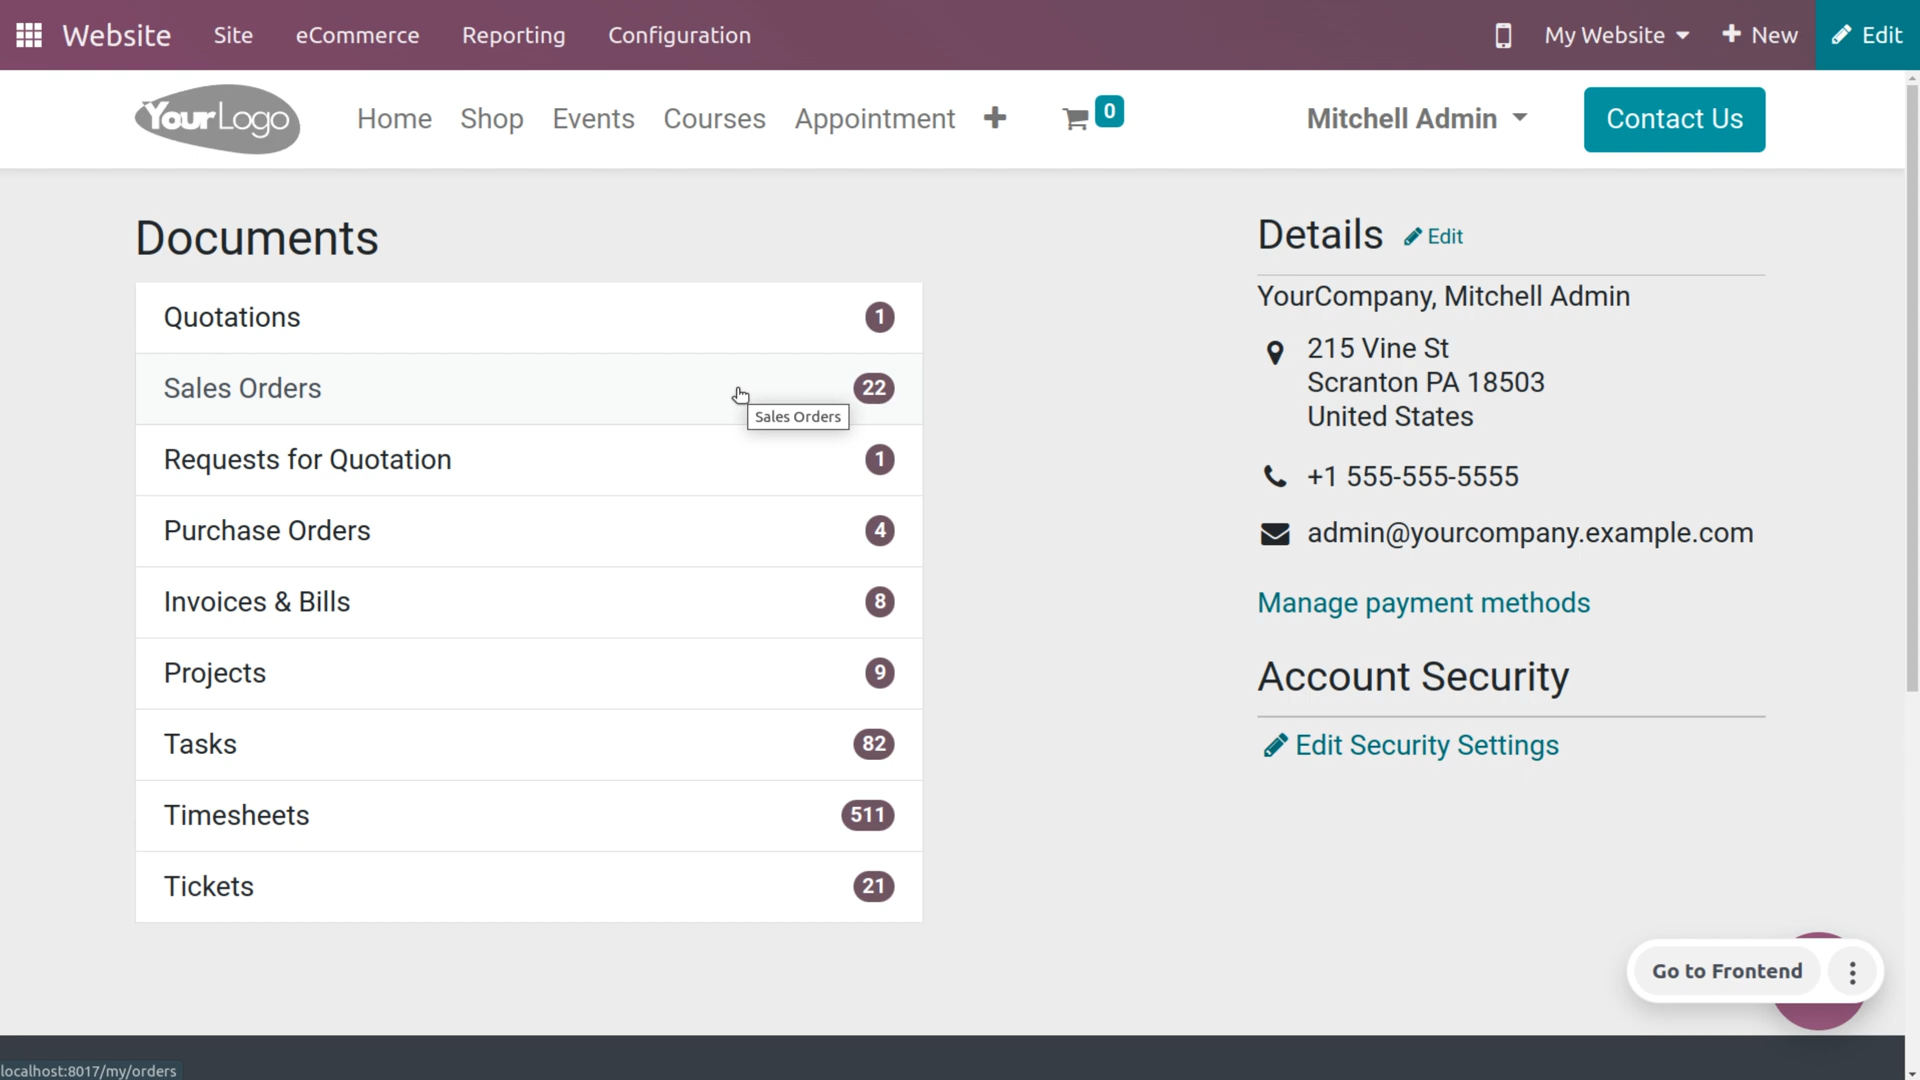 Website Site eCommerce Reporting Configuration My Website New Edit
YourLogo Home Shop Events Courses Appointment 0 Mitchell Admin Contact Us
Documents
Quotations 1
Sales Orders 22
Sales Orders
Requests for Quotation 1
Purchase Orders 4
Invoices & Bills 8
Projects 9
Tasks 82
Timesheets 511
Tickets 21
Details Edit
YourCompany, Mitchell Admin
215 Vine St
Scranton PA 18503
United States
+1 555-555-5555
admin@yourcompany.example.com
Manage payment methods
Account Security
Edit Security Settings
Go to Frontend
localhost:8017/my/orders